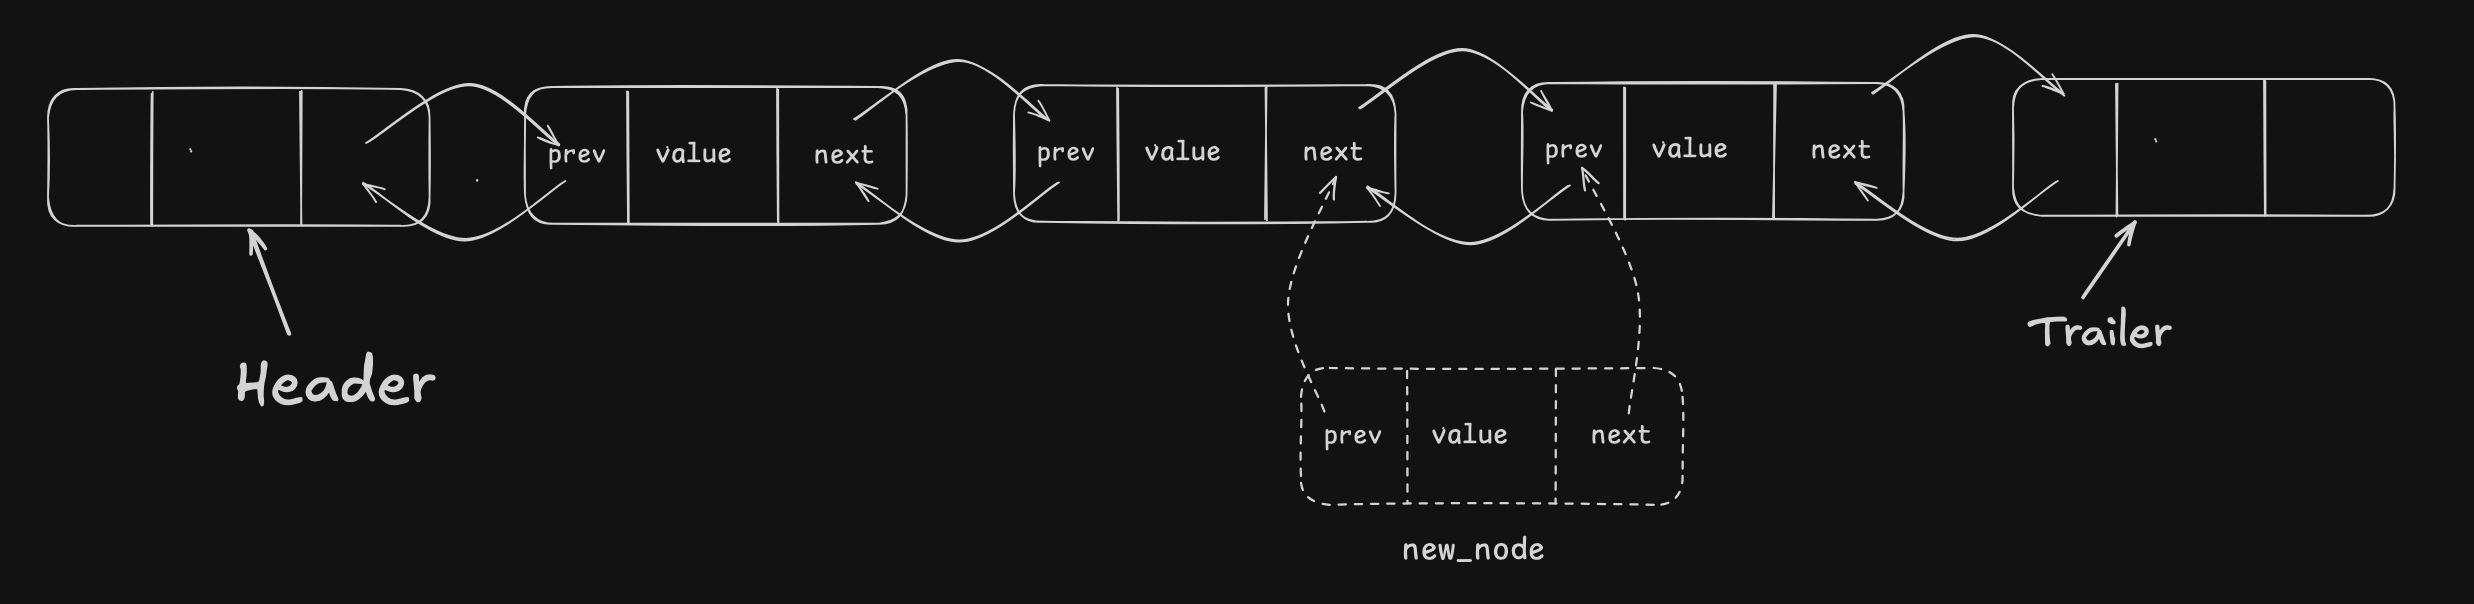 prev value next
prev value next
prev value next
Header
Trailer
prev value next
new_node